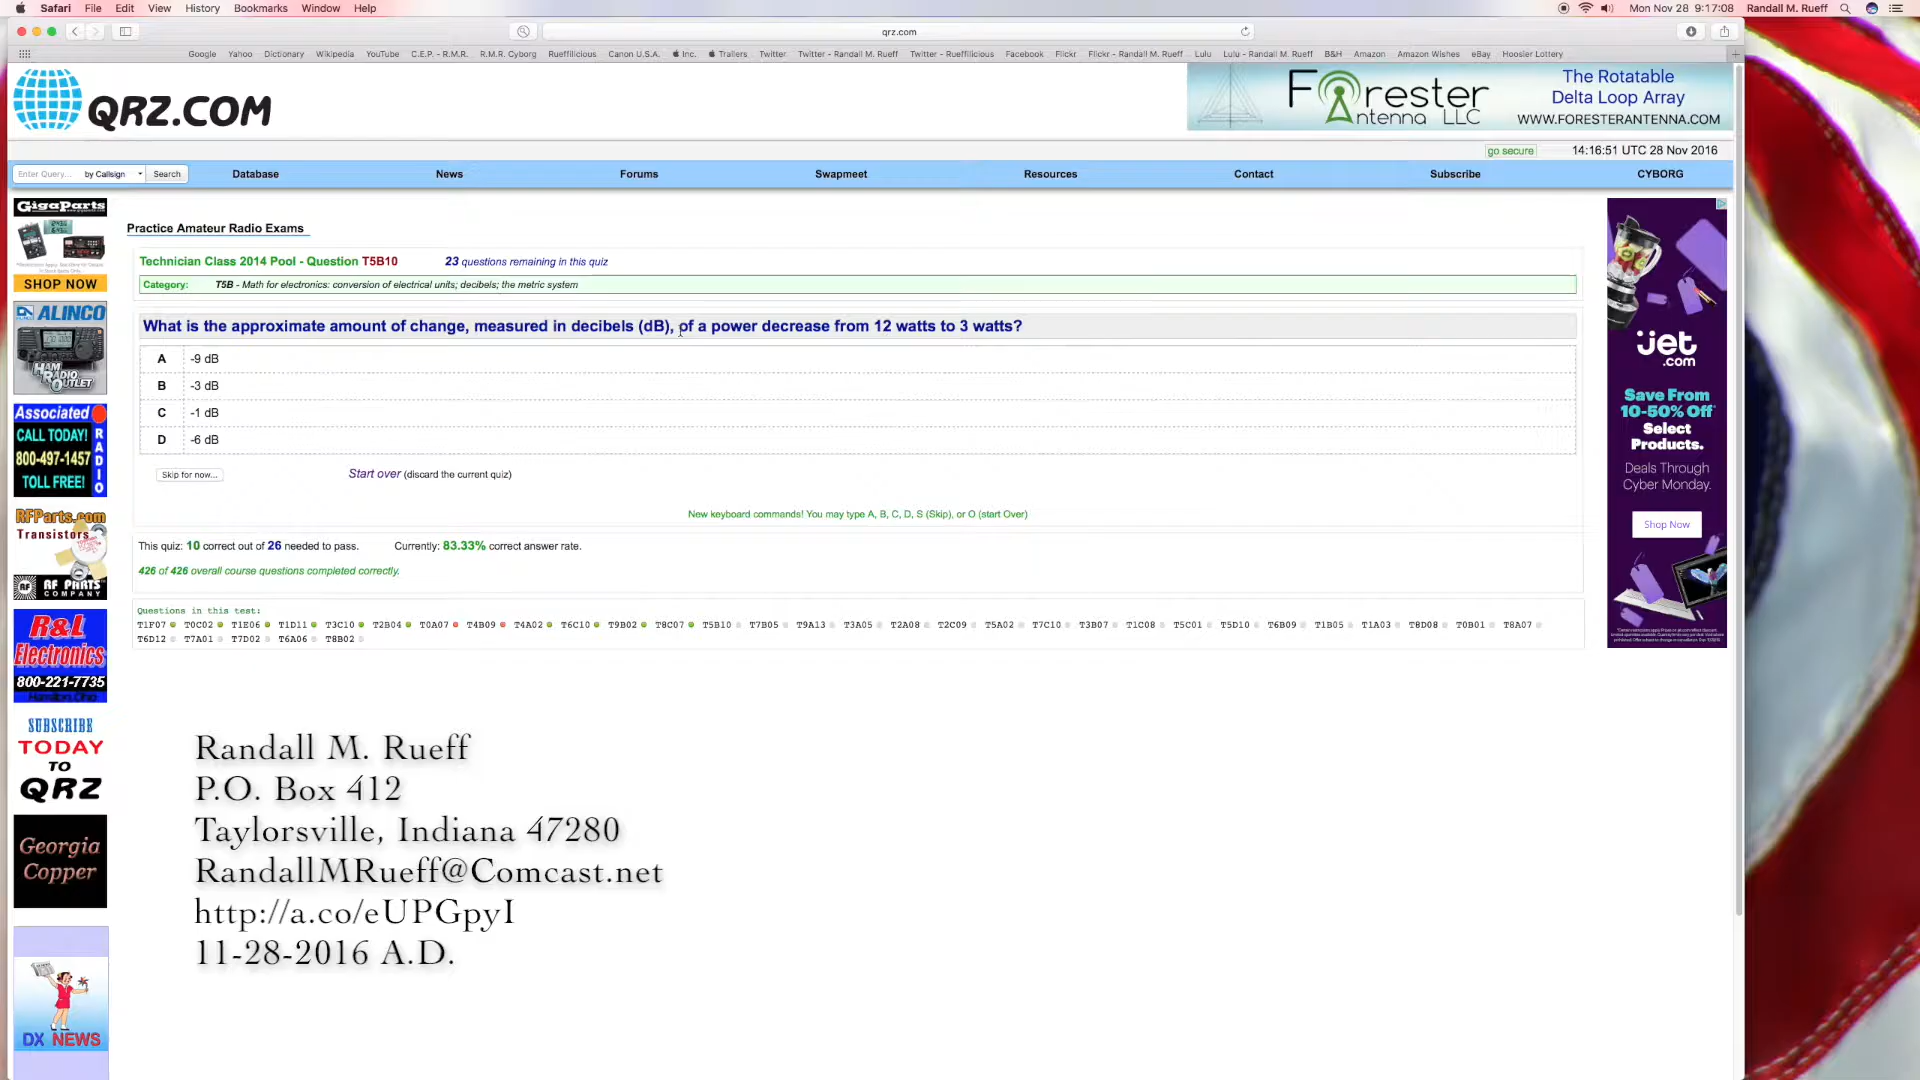 Safari File Edit View History Bookmarks Window Help
Mon Nov 28 9:17:08 Randall M. Rueff
qrz.com
Google Yahoo Dictionary Wikipedia YouTube C.E.P. - R.M.R. R.M.R. Cyborg Rueffilicious Canon U.S.A. Inc. Trailers Twitter Twitter - Randall M. Rueff Twitter - Rueffilicious Facebook Flickr Flickr - Randall M. Rueff Lulu Lulu - Randall M. Rueff B&H Amazon Amazon Wishes eBay Hoosier Lottery
QRZ.COM
Forester
Antenna LLC
The Rotatable
Delta Loop Array
WWW.FORESTERANTENNA.COM
go secure 14:16:51 UTC 28 Nov 2016
Enter Query... by Callsign Search Database News Forums Swapmeet Resources Contact Subscribe CYBORG
GigaParts
SHOP NOW
ALINCO
HAM RADIO OUTLET
Associated
RADIO
CALL TODAY!
800-497-1457
TOLL FREE!
RFParts.com
Transistors
RF PARTS
COMPANY
R&L
Electronics
800-221-7735
Hamilton, Ohio
SUBSCRIBE
TODAY
TO
QRZ
Georgia
Copper
DX NEWS
Practice Amateur Radio Exams
Technician Class 2014 Pool - Question T5B10 23 questions remaining in this quiz
Category: T5B - Math for electronics: conversion of electrical units; decibels; the metric system
What is the approximate amount of change, measured in decibels (dB), of a power decrease from 12 watts to 3 watts?
A -9 dB
B -3 dB
C -1 dB
D -6 dB
Skip for now... Start over (discard the current quiz)
New keyboard commands! You may type A, B, C, D, S (Skip), or O (start Over)
This quiz: 10 correct out of 26 needed to pass. Currently: 83.33% correct answer rate.
426 of 426 overall course questions completed correctly.
Questions in this test:
T1F07 T0C02 T1E06 T1D11 T3C10 T2B04 T0A07 T4B09 T4A02 T6C10 T9B02 T8C07 T5B10 T7B05 T9A13 T3A05 T2A08 T2C09 T5A02 T7C10 T3B07 T1C08 T5C01 T5D10 T6B09 T1B05 T1A03 T8D08 T0B01 T8A07
T6D12 T7A01 T7D02 T6A06 T8B02
jet
.com
Save From
10-50% Off*
Select
Products.
Deals Through
Cyber Monday.
Shop Now
Randall M. Rueff
P.O. Box 412
Taylorsville, Indiana 47280
RandallMRueff@Comcast.net
http://a.co/eUPGpyI
11-28-2016 A.D.